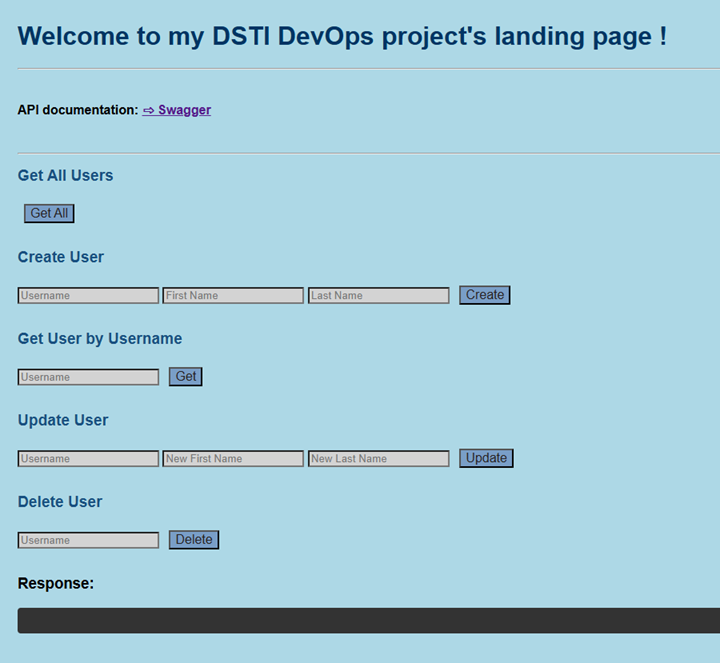 Welcome to my DSTI DevOps project's landing page !
API documentation: ⇨ Swagger
Get All Users
Get All
Create User
Username First Name Last Name Create
Get User by Username
Username Get
Update User
Username New First Name New Last Name Update
Delete User
Username Delete
Response: